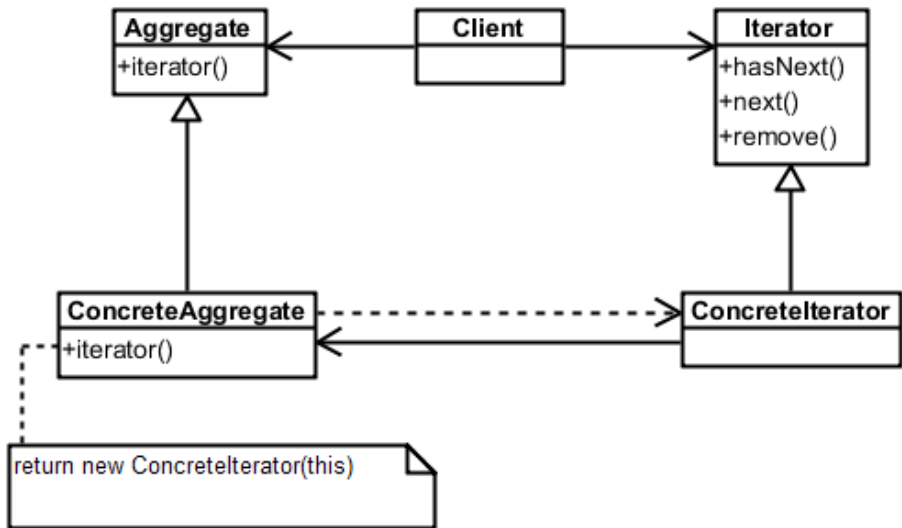 Aggregate
+iterator()
Client
Iterator
+hasNext()
+next()
+remove()
ConcreteAggregate
+iterator()
ConcreteIterator
return new ConcreteIterator(this)